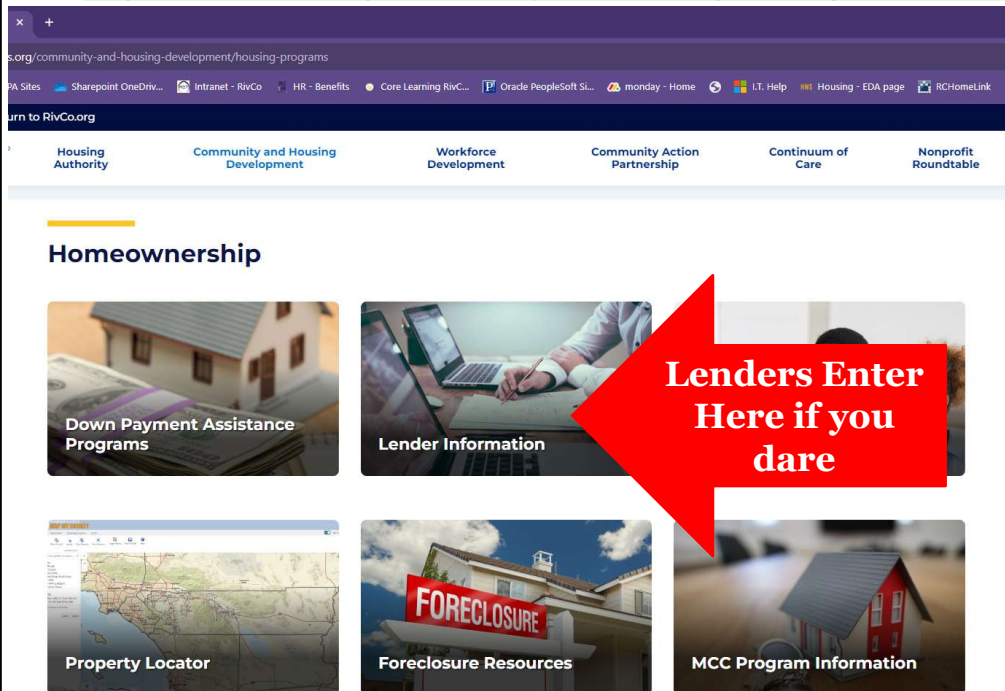 × +
s.org/community-and-housing-development/housing-programs
PA Sites Sharepoint OneDriv... Intranet - RivCo HR - Benefits Core Learning RivC... Oracle PeopleSoft Si... monday - Home I.T. Help Housing - EDA page RCHomeLink
urn to RivCo.org
Housing Authority
Community and Housing Development
Workforce Development
Community Action Partnership
Continuum of Care
Nonprofit Roundtable
Homeownership
Down Payment Assistance
Programs
Lender Information
Lenders Enter
Here if you
dare
MAP MY COUNTY
Property Locator
FORECLOSURE
Foreclosure Resources
MCC Program Information